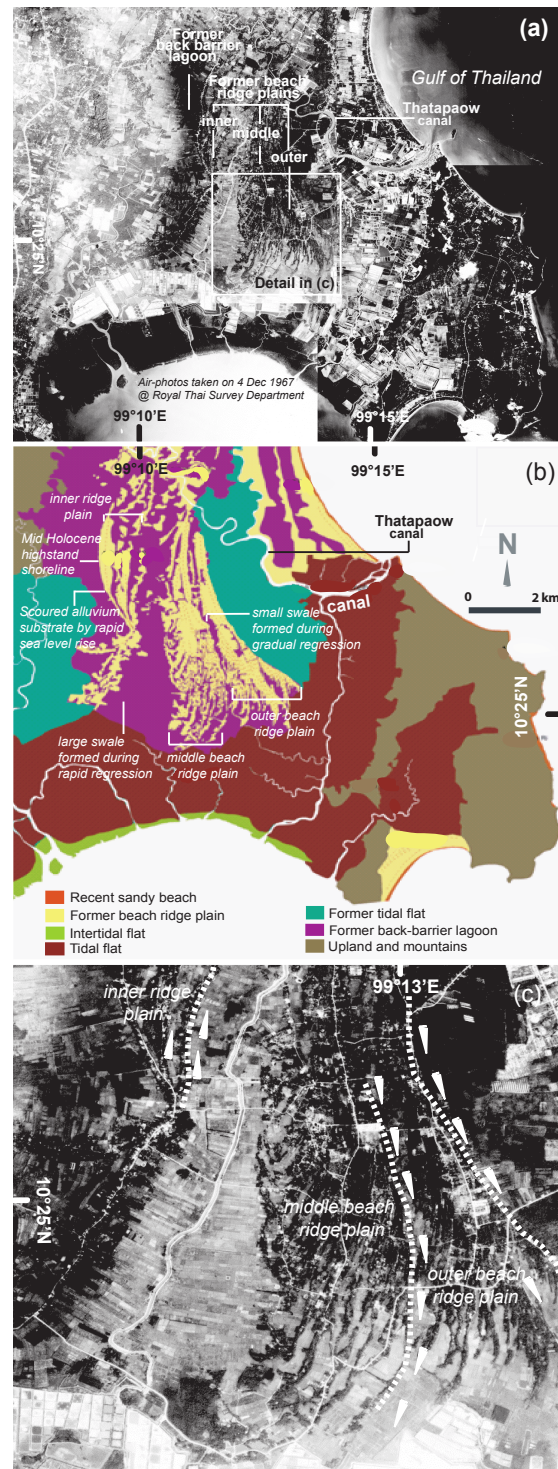 (a)
Former
back barrier
lagoon
Gulf of Thailand
Former beach
ridge plains
Thatapaow
canal
inner
middle
outer
10°25'N
Detail in (c)
Air-photos taken on 4 Dec 1967
@ Royal Thai Survey Department
99°10'E
99°15'E
99°10'E
99°15'E
(b)
inner ridge
plain
Mid Holocene
highstand
shoreline
Thatapaow
canal
N
canal
0 2 km
Scoured alluvium
substrate by rapid
sea level rise
small swale
formed during
gradual regression
10°25'N
outer beach
ridge plain
large swale
formed during
rapid regression
middle beach
ridge plain
Recent sandy beach
Former beach ridge plain
Intertidal flat
Tidal flat
Former tidal flat
Former back-barrier lagoon
Upland and mountains
99°13'E
(c)
inner ridge
plain
10°25'N
middle beach
ridge plain
outer beach
ridge plain